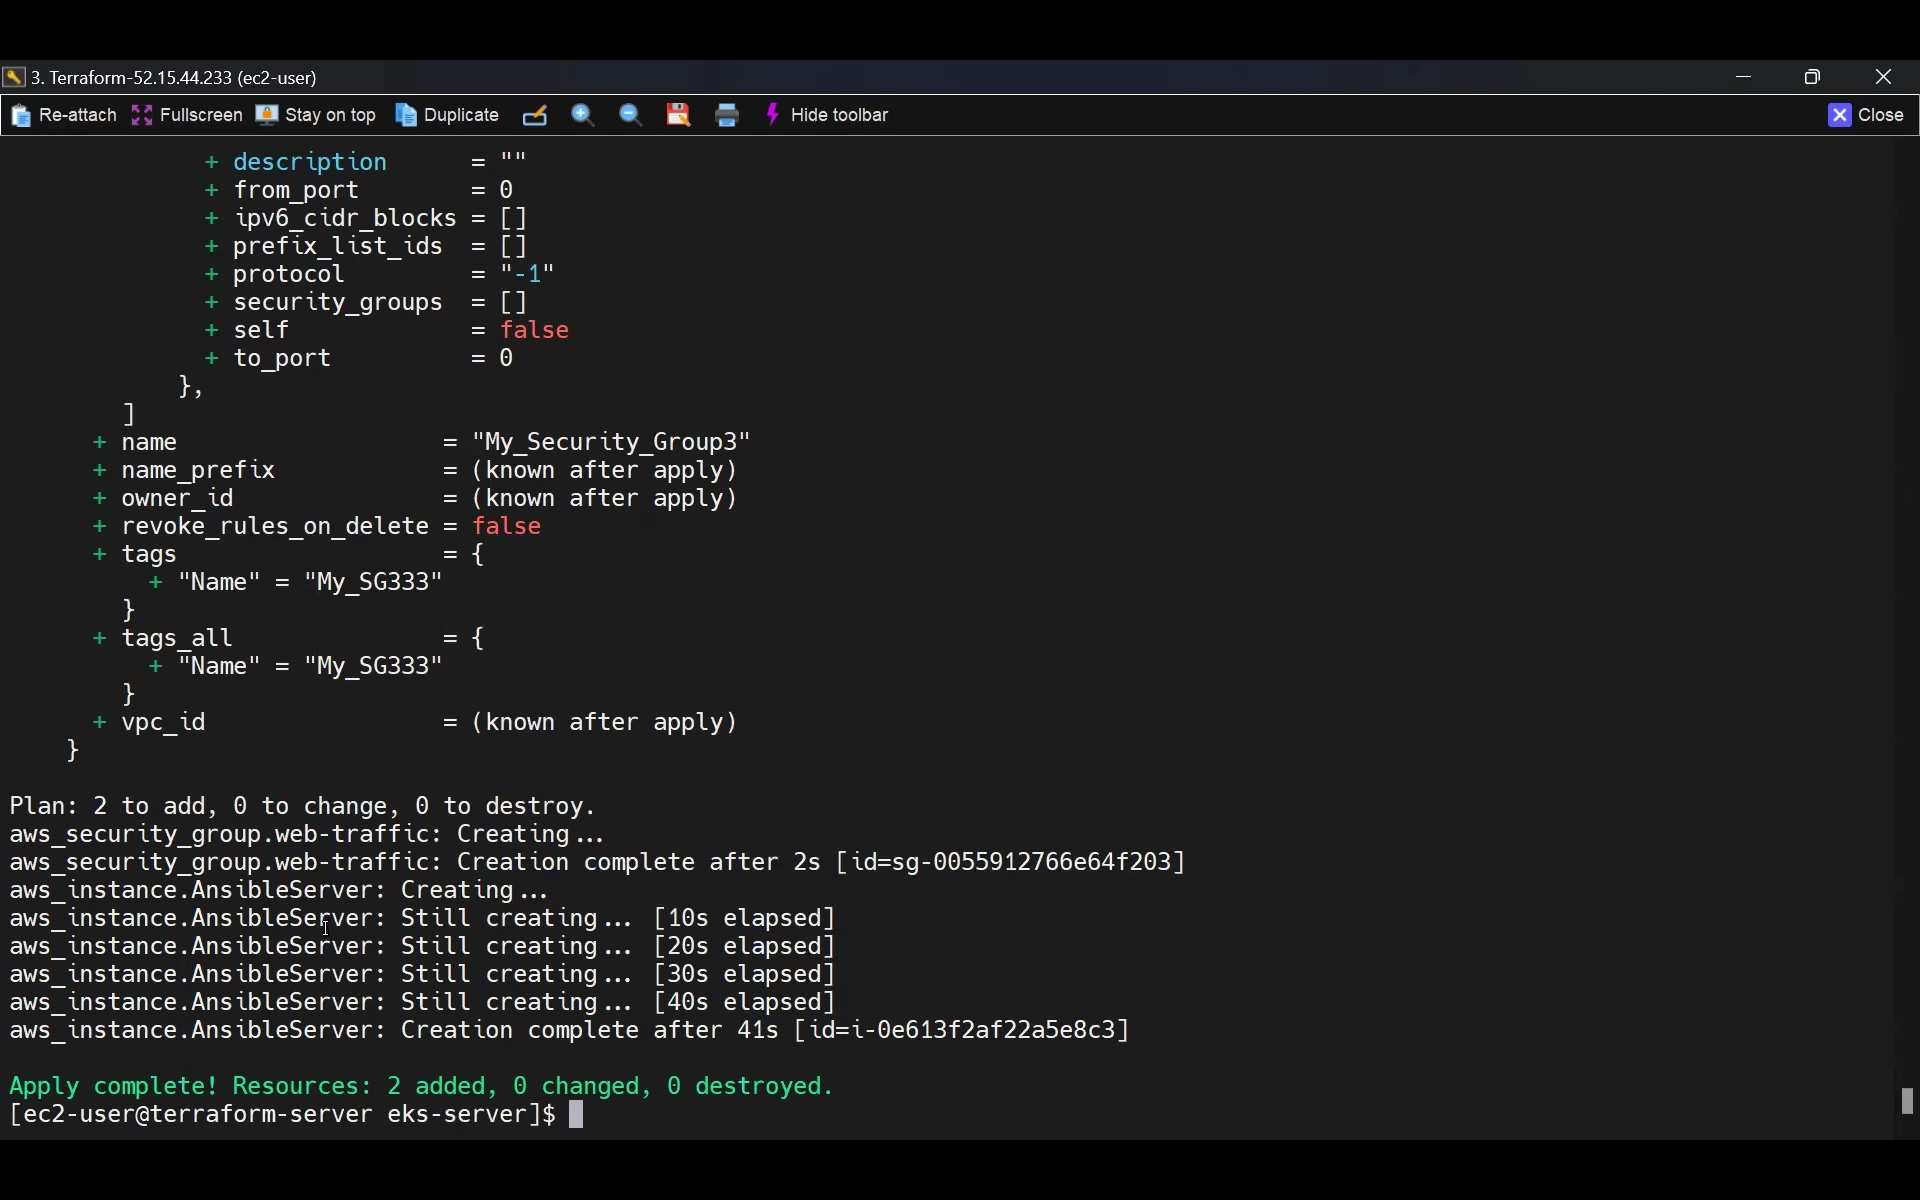 3. Terraform-52.15.44.233 (ec2-user)
Re-attach Fullscreen Stay on top Duplicate Hide toolbar Close
+ description = ""
+ from_port = 0
+ ipv6_cidr_blocks = []
+ prefix_list_ids = []
+ protocol = "-1"
+ security_groups = []
+ self = false
+ to_port = 0
},
]
+ name = "My_Security_Group3"
+ name_prefix = (known after apply)
+ owner_id = (known after apply)
+ revoke_rules_on_delete = false
+ tags = {
+ "Name" = "My_SG333"
}
+ tags_all = {
+ "Name" = "My_SG333"
}
+ vpc_id = (known after apply)
}
Plan: 2 to add, 0 to change, 0 to destroy.
aws_security_group.web-traffic: Creating...
aws_security_group.web-traffic: Creation complete after 2s [id=sg-0055912766e64f203]
aws_instance.AnsibleServer: Creating...
aws_instance.AnsibleServer: Still creating... [10s elapsed]
aws_instance.AnsibleServer: Still creating... [20s elapsed]
aws_instance.AnsibleServer: Still creating... [30s elapsed]
aws_instance.AnsibleServer: Still creating... [40s elapsed]
aws_instance.AnsibleServer: Creation complete after 41s [id=i-0e613f2af22a5e8c3]
Apply complete! Resources: 2 added, 0 changed, 0 destroyed.
[ec2-user@terraform-server eks-server]$